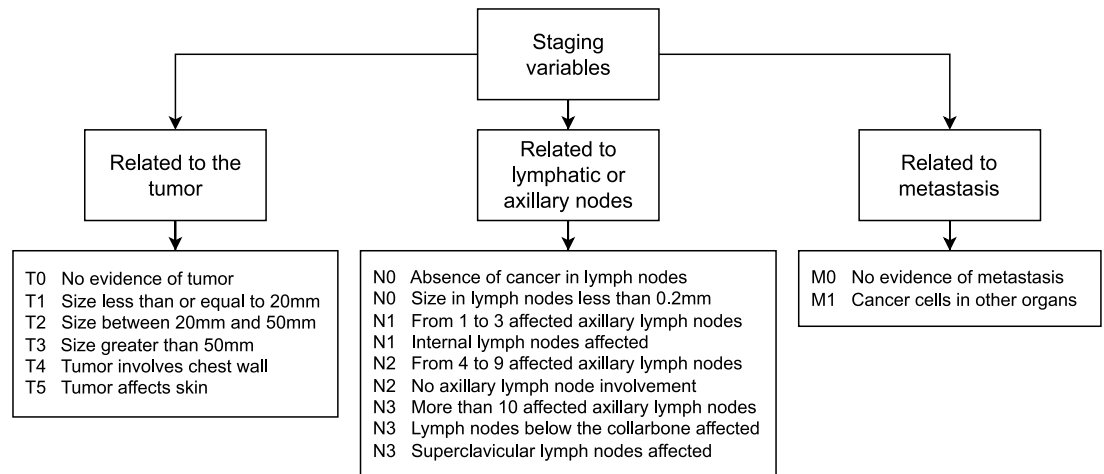 Staging
variables
Related to the
tumor
Related to
lymphatic or
axillary nodes
Related to
metastasis
T0 No evidence of tumor
T1 Size less than or equal to 20mm
T2 Size between 20mm and 50mm
T3 Size greater than 50mm
T4 Tumor involves chest wall
T5 Tumor affects skin
N0 Absence of cancer in lymph nodes
N0 Size in lymph nodes less than 0.2mm
N1 From 1 to 3 affected axillary lymph nodes
N1 Internal lymph nodes affected
N2 From 4 to 9 affected axillary lymph nodes
N2 No axillary lymph node involvement
N3 More than 10 affected axillary lymph nodes
N3 Lymph nodes below the collarbone affected
N3 Superclavicular lymph nodes affected
M0 No evidence of metastasis
M1 Cancer cells in other organs